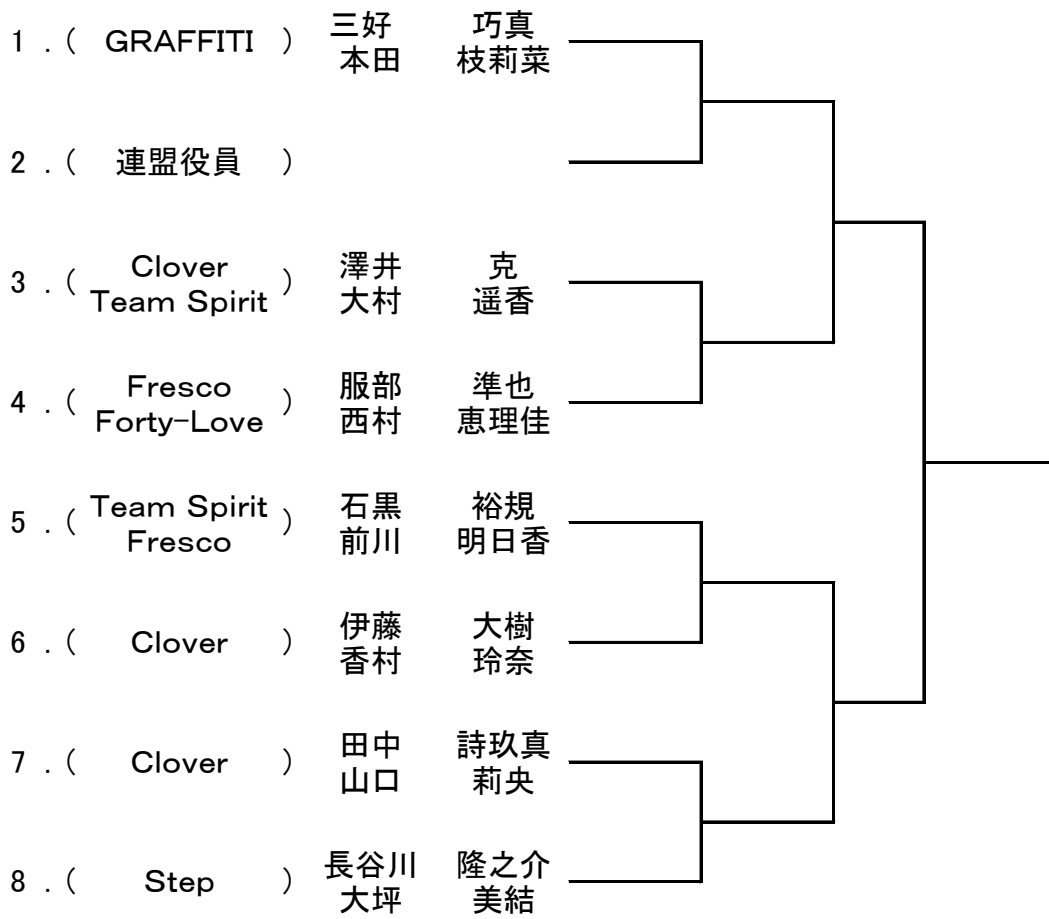 1 .( GRAFFITI ) 三好 巧真
本田 枝莉菜
2 .( 連盟役員 )
3 .( Clover Team Spirit ) 澤井 克
大村 遥香
4 .( Fresco Forty-Love ) 服部 準也
西村 恵理佳
5 .( Team Spirit Fresco ) 石黒 裕規
前川 明日香
6 .( Clover ) 伊藤 大樹
香村 玲奈
7 .( Clover ) 田中 詩玖真
山口 莉央
8 .( Step ) 長谷川 隆之介
大坪 美結